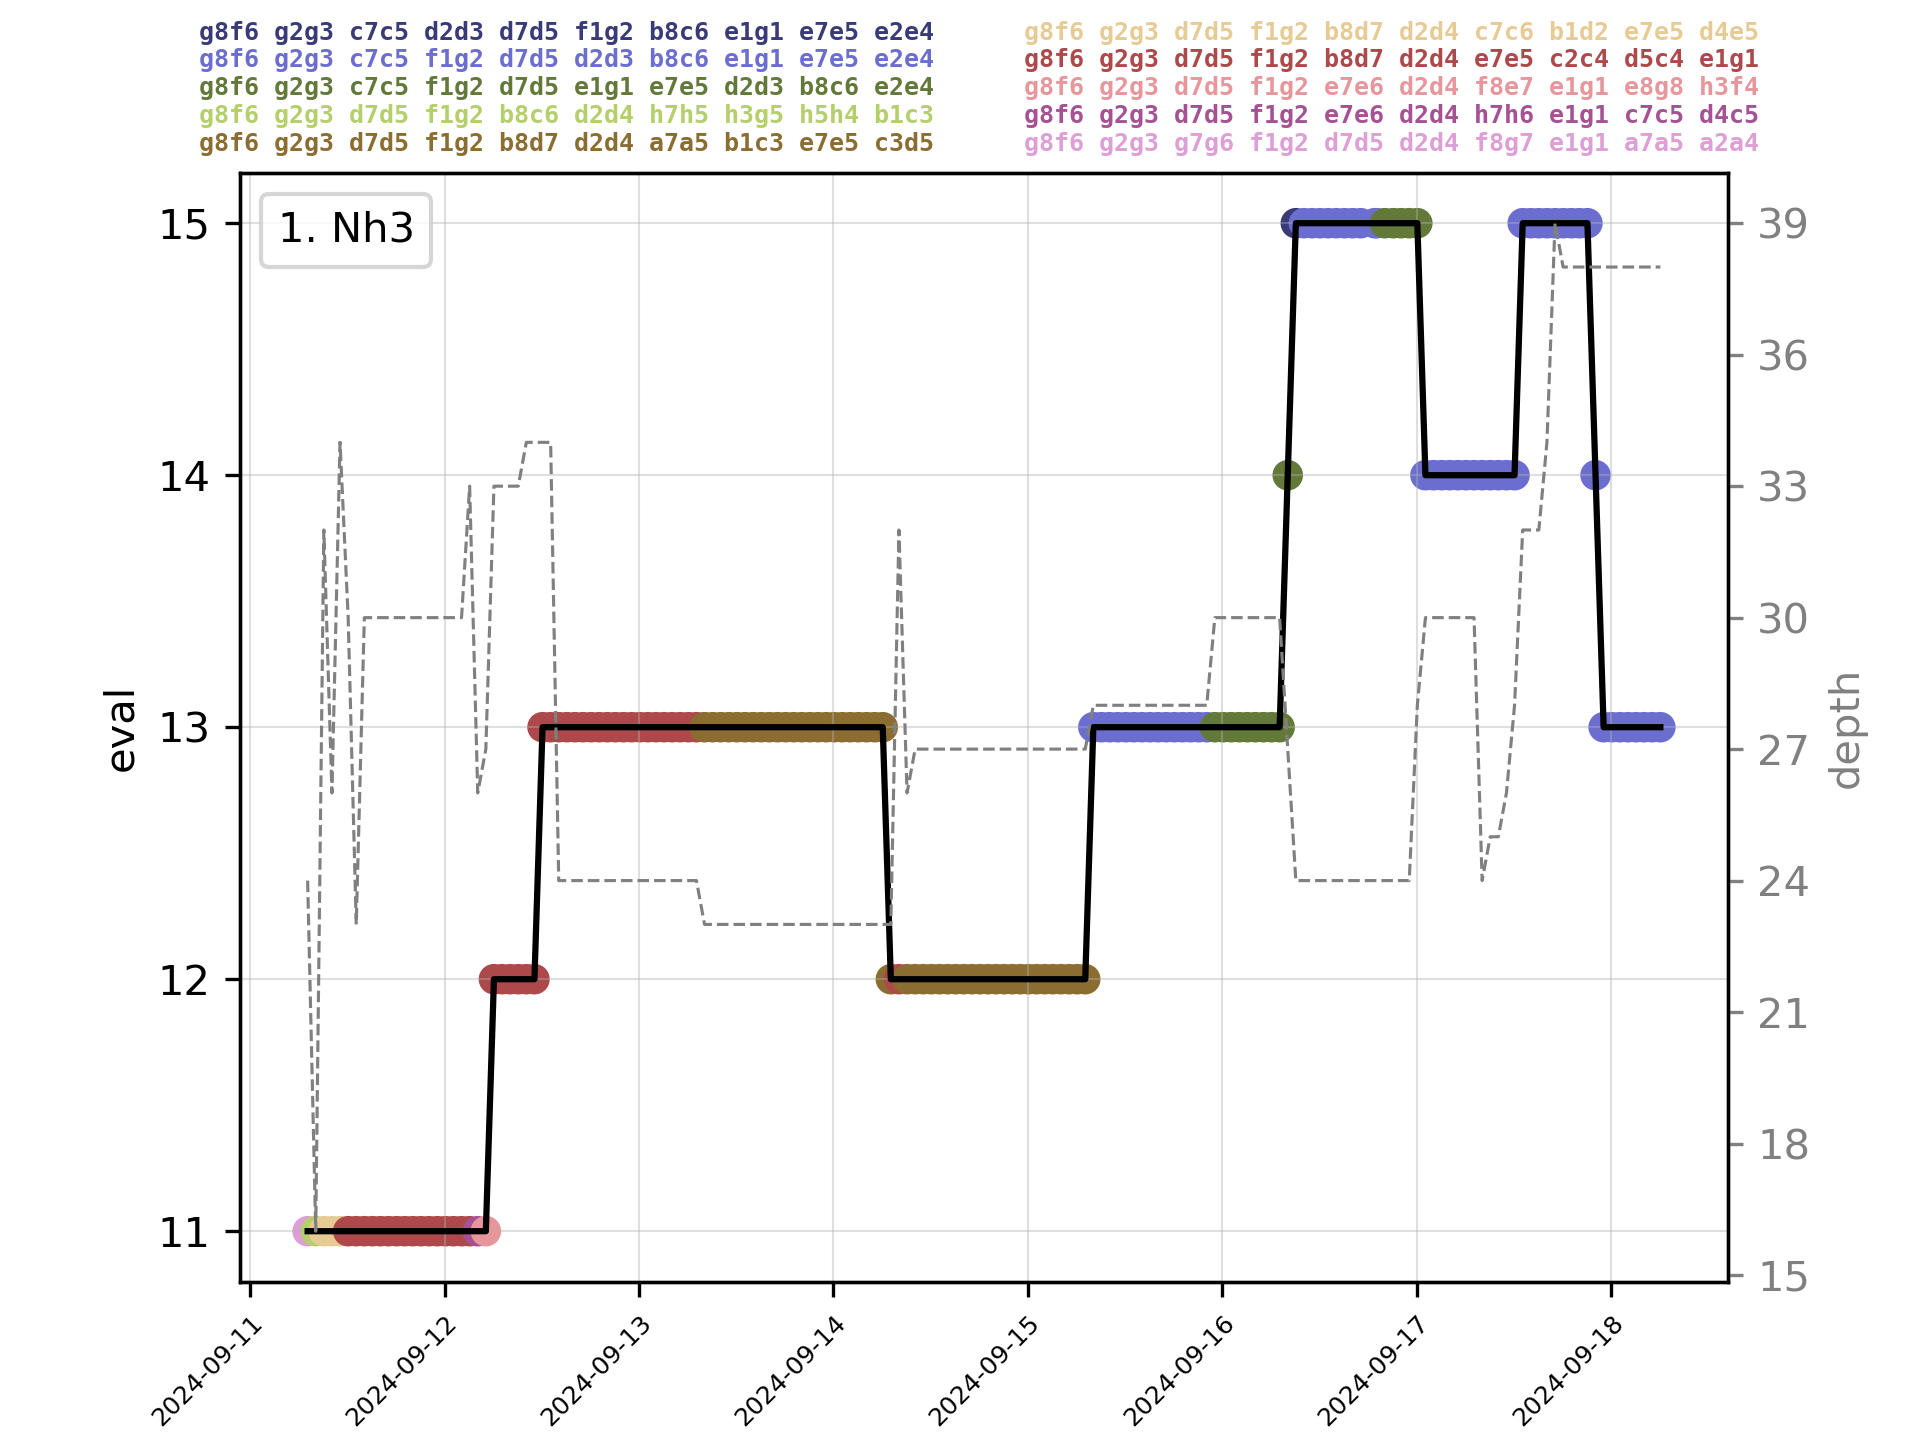 g8f6 g2g3 c7c5 d2d3 d7d5 f1g2 b8c6 e1g1 e7e5 e2e4
g8f6 g2g3 c7c5 f1g2 d7d5 d2d3 b8c6 e1g1 e7e5 e2e4
g8f6 g2g3 c7c5 f1g2 d7d5 e1g1 e7e5 d2d3 b8c6 e2e4
g8f6 g2g3 d7d5 f1g2 b8c6 d2d4 h7h5 h3g5 h5h4 b1c3
g8f6 g2g3 d7d5 f1g2 b8d7 d2d4 a7a5 b1c3 e7e5 c3d5
g8f6 g2g3 d7d5 f1g2 b8d7 d2d4 c7c6 b1d2 e7e5 d4e5
g8f6 g2g3 d7d5 f1g2 b8d7 d2d4 e7e5 c2c4 d5c4 e1g1
g8f6 g2g3 d7d5 f1g2 e7e6 d2d4 f8e7 e1g1 e8g8 h3f4
g8f6 g2g3 d7d5 f1g2 e7e6 d2d4 h7h6 e1g1 c7c5 d4c5
g8f6 g2g3 g7g6 f1g2 d7d5 d2d4 f8g7 e1g1 a7a5 a2a4
1. Nh3
15
14
13
12
11
eval
39
36
33
30
27
24
21
18
15
depth
2024-09-11
2024-09-12
2024-09-13
2024-09-14
2024-09-15
2024-09-16
2024-09-17
2024-09-18